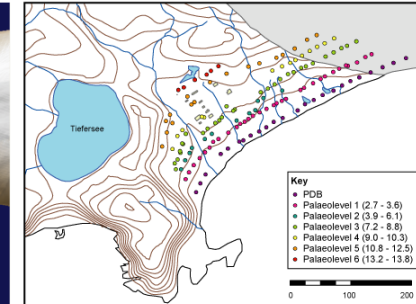 Tiefersee
Key
PDB
Palaeolevel 1 (2.7 - 3.6)
Palaeolevel 2 (3.9 - 6.1)
Palaeolevel 3 (7.2 - 8.8)
Palaeolevel 4 (9.0 - 10.3)
Palaeolevel 5 (10.8 - 12.5)
Palaeolevel 6 (13.2 - 13.8)
0 100 200